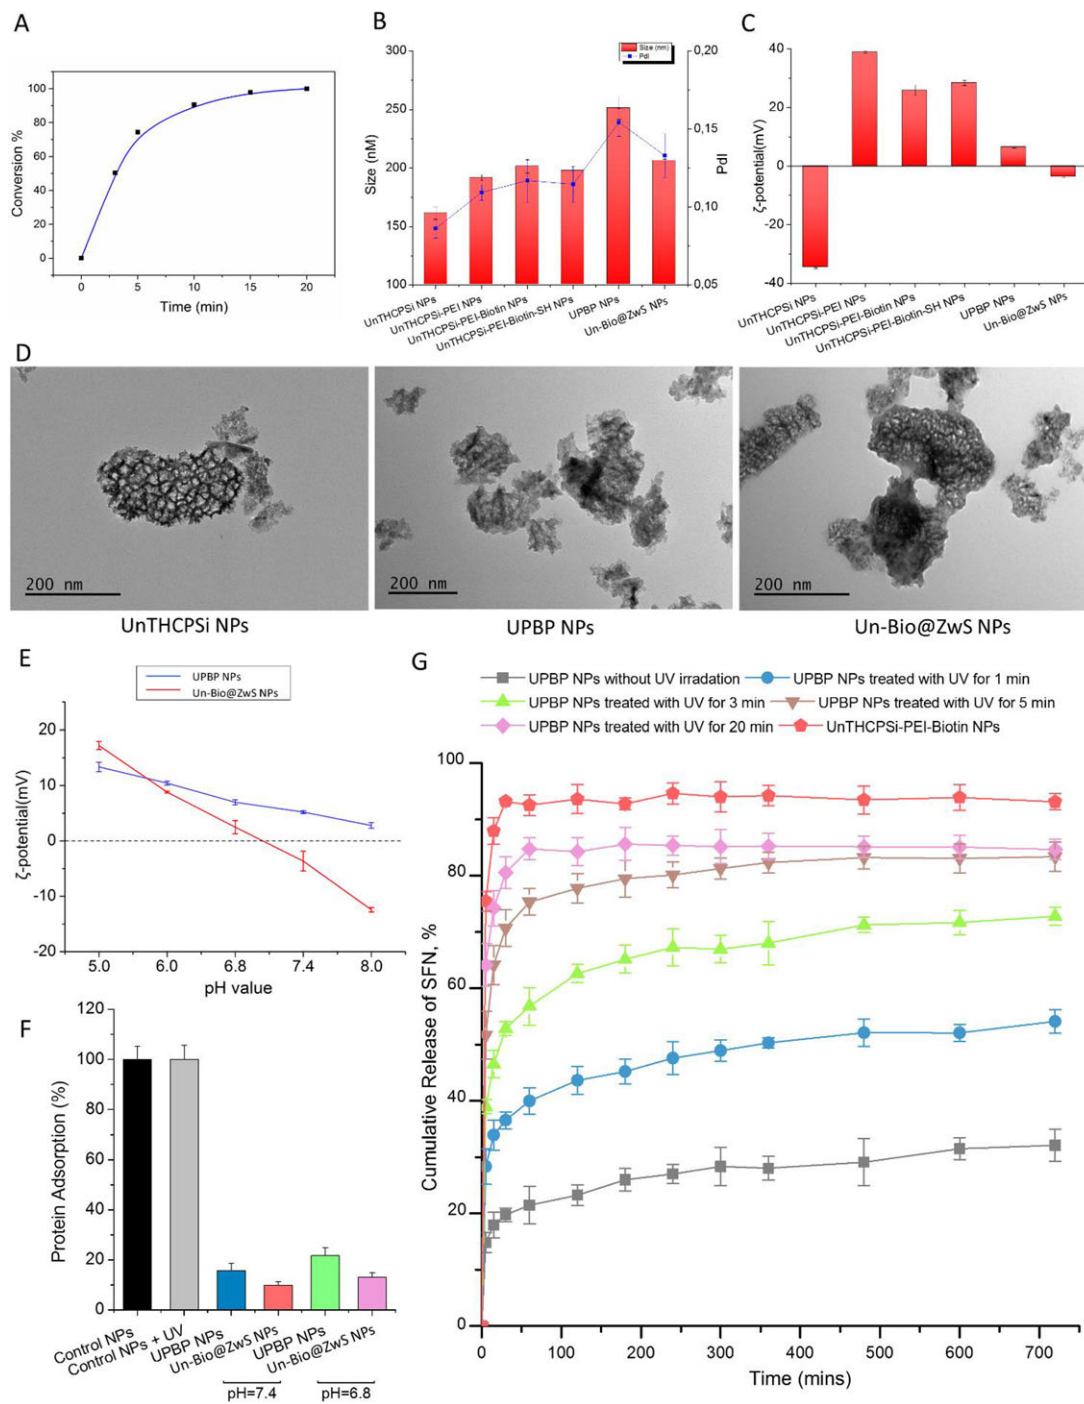 A
Conversion %
100
80
60
40
20
0
0 5 10 15 20
Time (min)
B
Size (nm)
PdI
300
250
200
150
100
Size (nM)
0,20
0,15
0,10
0,05
PdI
UnTHCPSi NPs
UnTHCPSi-PEI NPs
UnTHCPSi-PEI-Biotin NPs
UnTHCPSi-PEI-Biotin-SH NPs
UPBP NPs
Un-Bio@ZwS NPs
C
ζ-potential(mV)
40
20
0
-20
-40
UnTHCPSi NPs
UnTHCPSi-PEI NPs
UnTHCPSi-PEI-Biotin NPs
UnTHCPSi-PEI-Biotin-SH NPs
UPBP NPs
Un-Bio@ZwS NPs
D
200 nm
200 nm
200 nm
UnTHCPSi NPs
UPBP NPs
Un-Bio@ZwS NPs
E
UPBP NPs
Un-Bio@ZwS NPs
ζ-potential(mV)
20
10
0
-10
-20
5.0 6.0 6.8 7.4 8.0
pH value
F
Protein Adsorption (%)
120
100
80
60
40
20
0
Control NPs
Control NPs + UV
UPBP NPs
Un-Bio@ZwS NPs
UPBP NPs
Un-Bio@ZwS NPs
pH=7.4
pH=6.8
G
UPBP NPs without UV irradiation
UPBP NPs treated with UV for 1 min
UPBP NPs treated with UV for 3 min
UPBP NPs treated with UV for 5 min
UPBP NPs treated with UV for 20 min
UnTHCPSi-PEI-Biotin NPs
Cumulative Release of SFN, %
100
80
60
40
20
0
0 100 200 300 400 500 600 700
Time (mins)